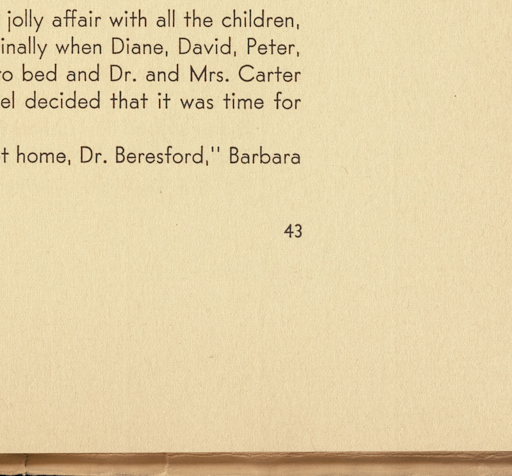 jolly affair with all the children,
inally when Diane, David, Peter,
to bed and Dr. and Mrs. Carter
el decided that it was time for
t home, Dr. Beresford," Barbara
43